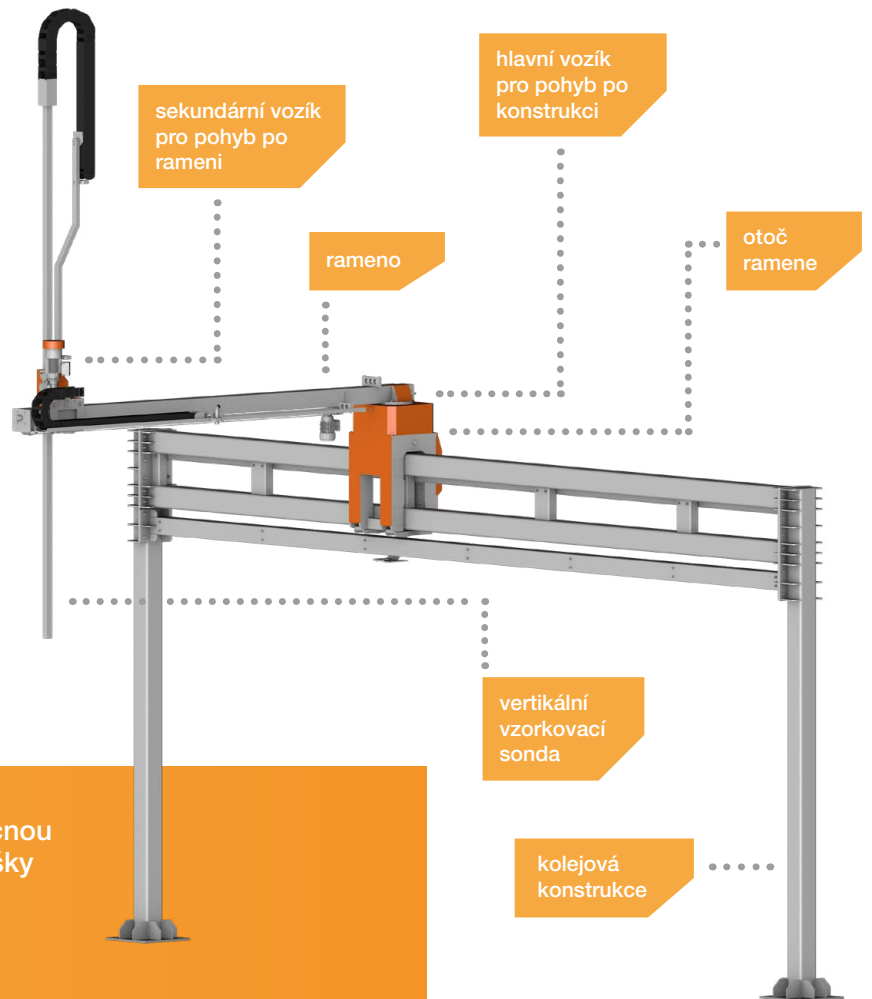 hlavní vozík
pro pohyb po
konstrukci
sekundární vozík
pro pohyb po
rameni
otoč
ramene
rameno
vertikální
vzorkovací
sonda
kolejová
konstrukce